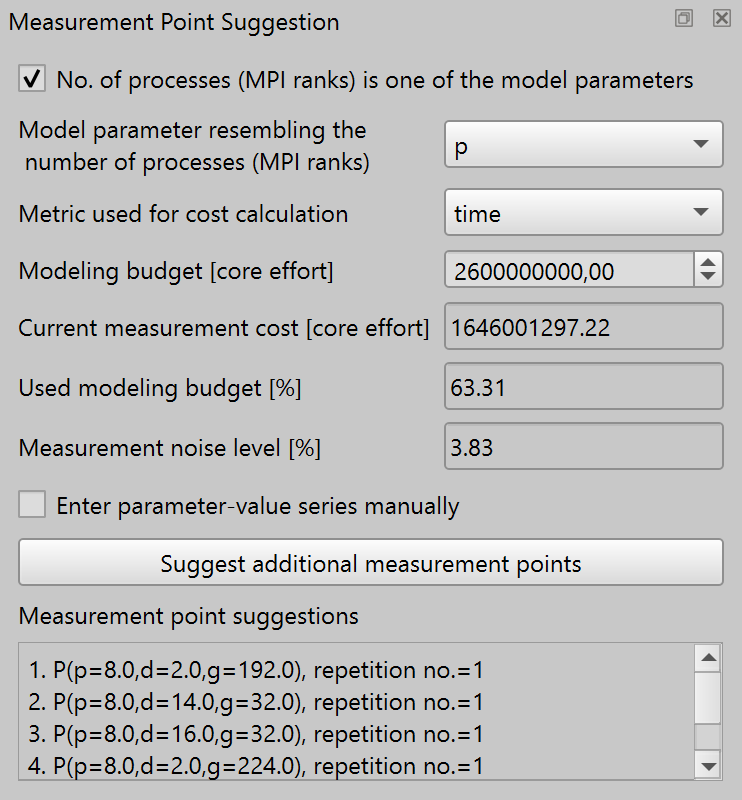 Measurement Point Suggestion
No. of processes (MPI ranks) is one of the model parameters
Model parameter resembling the
number of processes (MPI ranks)
p
Metric used for cost calculation
time
Modeling budget [core effort]
2600000000,00
Current measurement cost [core effort]
1646001297.22
Used modeling budget [%]
63.31
Measurement noise level [%]
3.83
Enter parameter-value series manually
Suggest additional measurement points
Measurement point suggestions
1. P(p=8.0,d=2.0,g=192.0), repetition no.=1
2. P(p=8.0,d=14.0,g=32.0), repetition no.=1
3. P(p=8.0,d=16.0,g=32.0), repetition no.=1
4. P(p=8.0,d=2.0,g=224.0), repetition no.=1